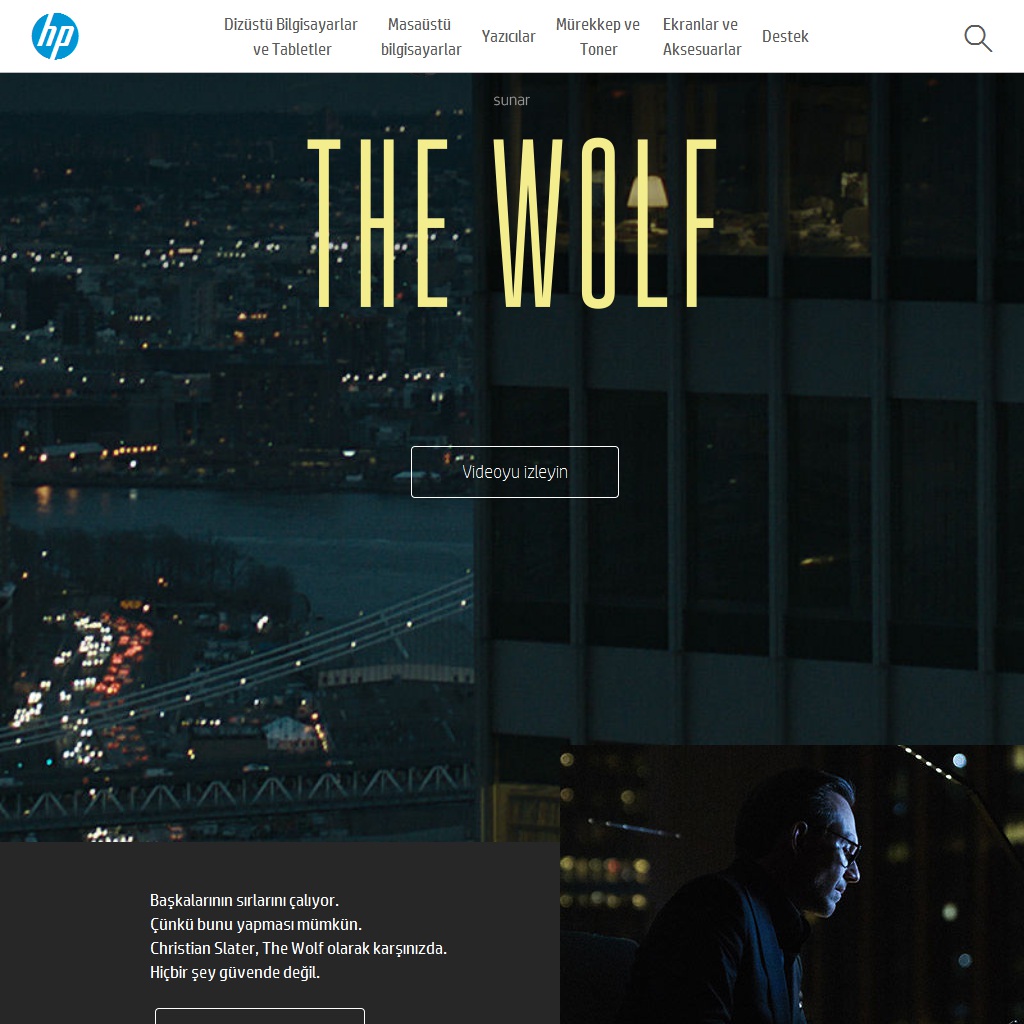 hp
Dizüstü Bilgisayarlar
ve Tabletler
Masaüstü
bilgisayarlar
Yazıcılar
Mürekkep ve
Toner
Ekranlar ve
Aksesuarlar
Destek
sunar
THE WOLF
Videoyu izleyin
Başkalarının sırlarını çalıyor.
Çünkü bunu yapması mümkün.
Christian Slater, The Wolf olarak karşınızda.
Hiçbir şey güvende değil.